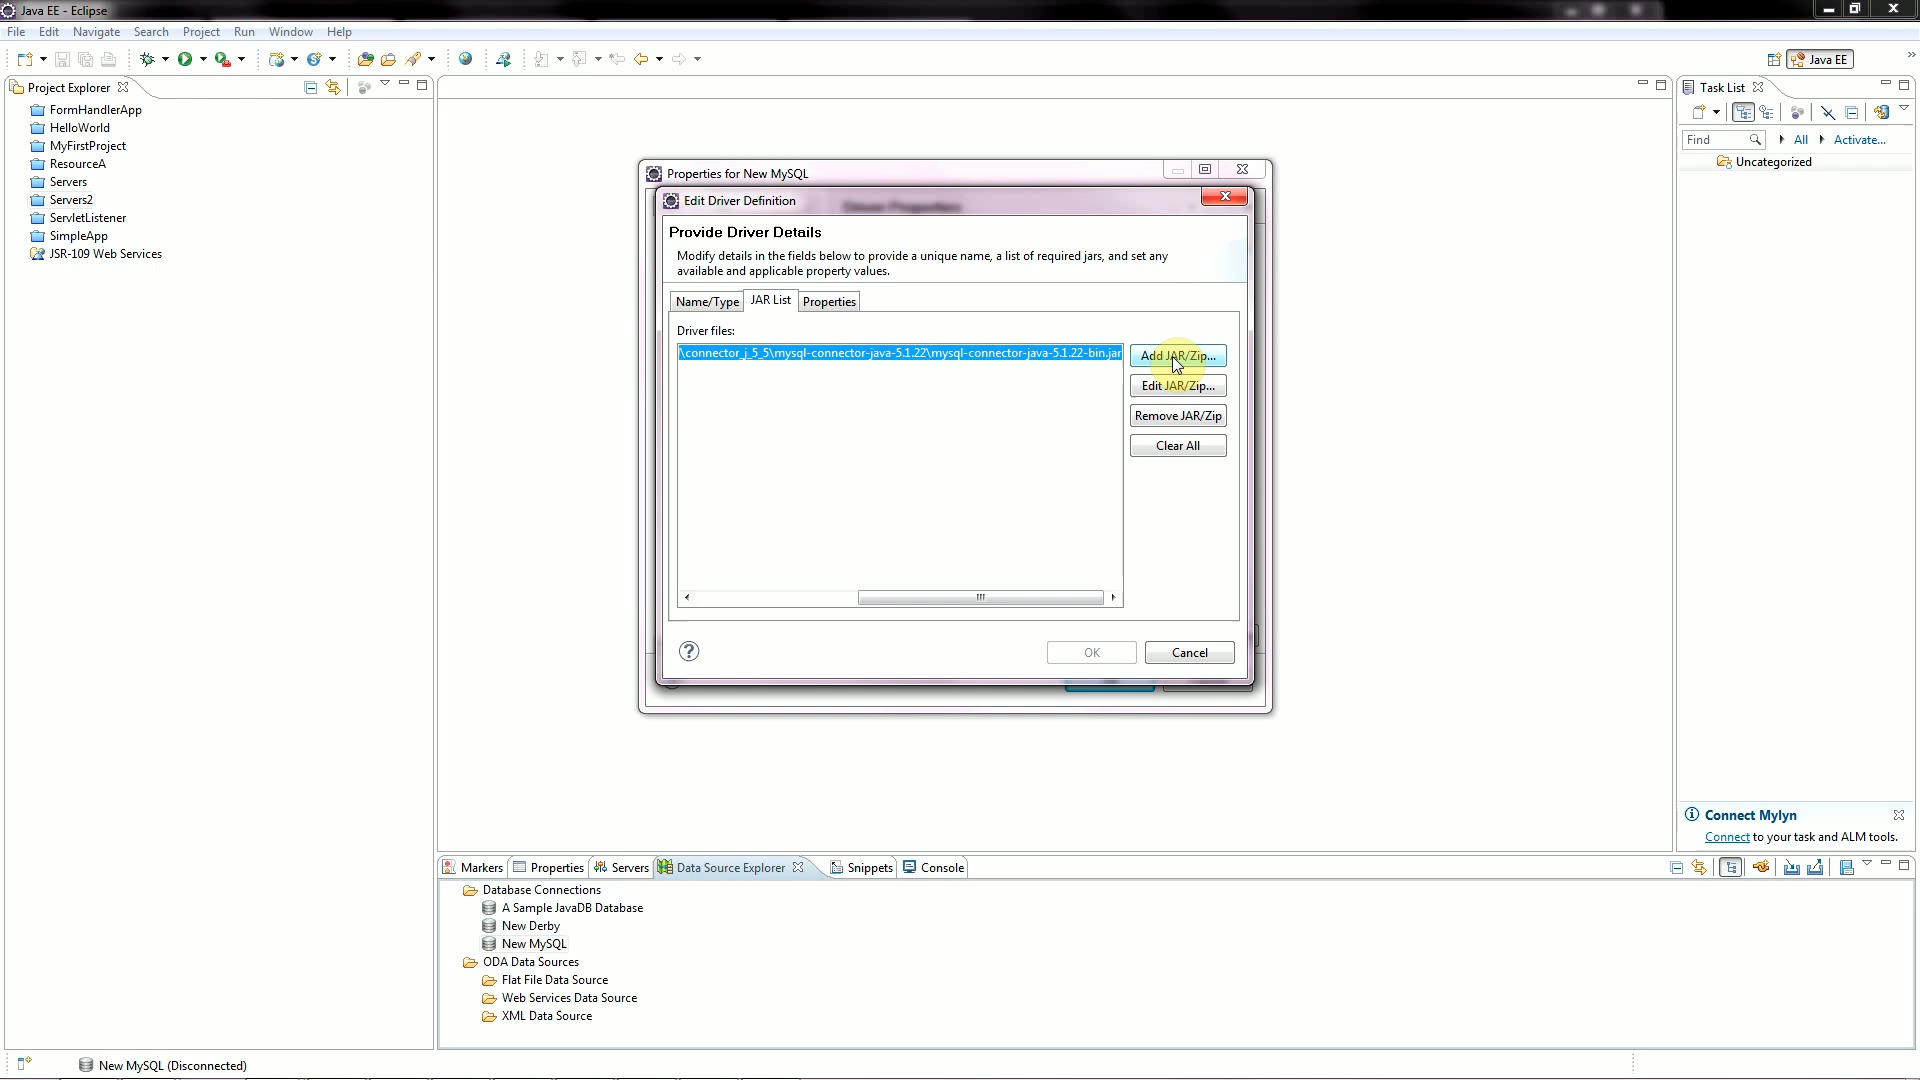 Java EE - Eclipse
File Edit Navigate Search Project Run Window Help
Java EE
Project Explorer
FormHandlerApp
HelloWorld
MyFirstProject
ResourceA
Servers
Servers2
ServletListener
SimpleApp
JSR-109 Web Services
Task List
Find All Activate...
Uncategorized
Properties for New MySQL
Edit Driver Definition
Driver Properties
Provide Driver Details
Modify details in the fields below to provide a unique name, a list of required jars, and set any
available and applicable property values.
Name/Type JAR List Properties
Driver files:
\connector_j_5_5\mysql-connector-java-5.1.22\mysql-connector-java-5.1.22-bin.jar
Add JAR/Zip...
Edit JAR/Zip...
Remove JAR/Zip
Clear All
OK Cancel
Connect Mylyn
Connect to your task and ALM tools.
Markers Properties Servers Data Source Explorer Snippets Console
Database Connections
A Sample JavaDB Database
New Derby
New MySQL
ODA Data Sources
Flat File Data Source
Web Services Data Source
XML Data Source
New MySQL (Disconnected)